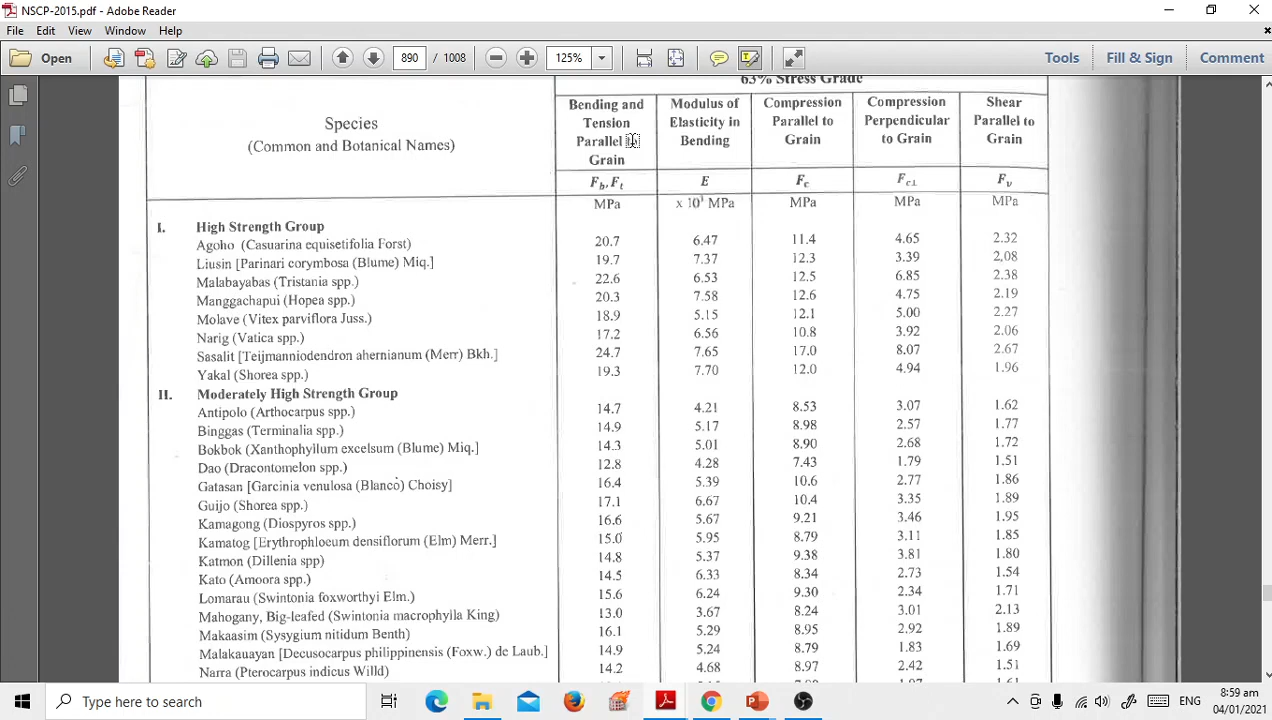 NSCP-2015.pdf - Adobe Reader
File Edit View Window Help
Open 890 / 1008 125% Tools Fill & Sign Comment
63% Stress Grade
Species
(Common and Botanical Names)
Bending and Tension Parallel to Grain
Modulus of Elasticity in Bending
Compression Parallel to Grain
Compression Perpendicular to Grain
Shear Parallel to Grain
Fb, Ft E Fc Fc⊥ Fv
MPa x 10³ MPa MPa MPa MPa
I. High Strength Group
Agoho (Casuarina equisetifolia Forst) 20.7 6.47 11.4 4.65 2.32
Liusin [Parinari corymbosa (Blume) Miq.] 19.7 7.37 12.3 3.39 2,08
Malabayabas (Tristania spp.) 22.6 6.53 12.5 6.85 2.38
Manggachapui (Hopea spp.) 20.3 7.58 12.6 4.75 2.19
Molave (Vitex parviflora Juss.) 18.9 5.15 12.1 5.00 2.27
Narig (Vatica spp.) 17.2 6.56 10.8 3.92 2.06
Sasalit [Teijmanniodendron ahernianum (Merr) Bkh.] 24.7 7.65 17.0 8.07 2.67
Yakal (Shorea spp.) 19.3 7.70 12.0 4.94 1.96
II. Moderately High Strength Group
Antipolo (Arthocarpus spp.) 14.7 4.21 8.53 3.07 1.62
Binggas (Terminalia spp.) 14.9 5.17 8.98 2.57 1.77
Bokbok (Xanthophyllum excelsum (Blume) Miq.] 14.3 5.01 8.90 2.68 1.72
Dao (Dracontomelon spp.) 12.8 4.28 7.43 1.79 1.51
Gatasan [Garcinia venulosa (Blanco) Choisy] 16.4 5.39 10.6 2.77 1.86
Guijo (Shorea spp.) 17.1 6.67 10.4 3.35 1.89
Kamagong (Diospyros spp.) 16.6 5.67 9.21 3.46 1.95
Kamatog [Erythrophloeum densiflorum (Elm) Merr.] 15.0 5.95 8.79 3.11 1.85
Katmon (Dillenia spp) 14.8 5.37 9.38 3.81 1.80
Kato (Amoora spp.) 14.5 6.33 8.34 2.73 1.54
Lomarau (Swintonia foxworthyi Elm.) 15.6 6.24 9.30 2.34 1.71
Mahogany, Big-leafed (Swintonia macrophylla King) 13.0 3.67 8.24 3.01 2.13
Makaasim (Sysygium nitidum Benth) 16.1 5.29 8.95 2.92 1.89
Malakauayan [Decusocarpus philippinensis (Foxw.) de Laub.] 14.9 5.24 8.79 1.83 1.69
Narra (Pterocarpus indicus Willd) 14.2 4.68 8.97 2.42 1.51
Type here to search ENG 8:59 am
04/01/2021